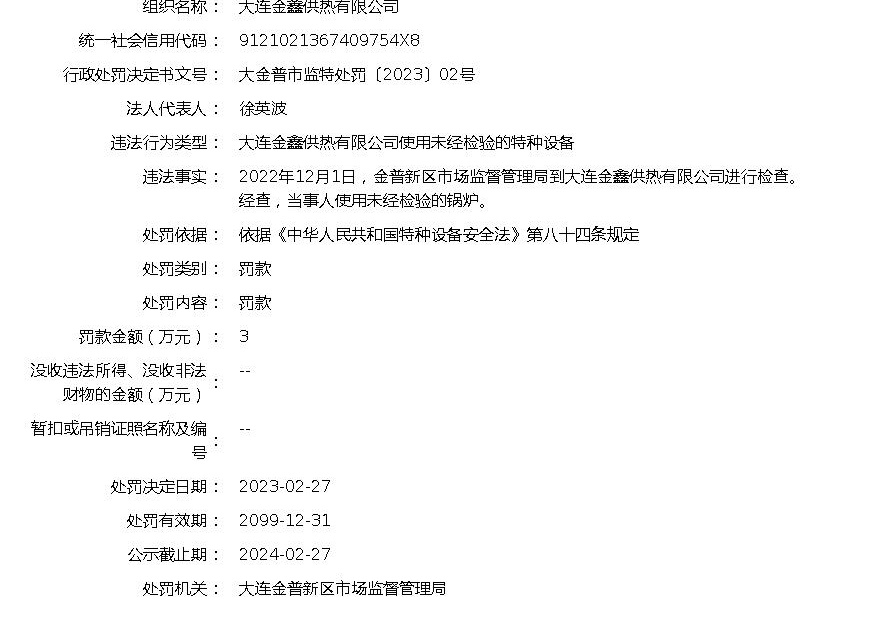 组织名称： 大连金鑫供热有限公司
统一社会信用代码： 9121021367409754X8
行政处罚决定书文号： 大金普市监特处罚〔2023〕02号
法人代表人： 徐英波
违法行为类型： 大连金鑫供热有限公司使用未经检验的特种设备
违法事实： 2022年12月1日，金普新区市场监督管理局到大连金鑫供热有限公司进行检查。
经查，当事人使用未经检验的锅炉。
处罚依据： 依据《中华人民共和国特种设备安全法》第八十四条规定
处罚类别： 罚款
处罚内容： 罚款
罚款金额（万元）： 3
没收违法所得、没收非法
财物的金额（万元）： --
暂扣或吊销证照名称及编
号： --
处罚决定日期： 2023-02-27
处罚有效期： 2099-12-31
公示截止期： 2024-02-27
处罚机关： 大连金普新区市场监督管理局